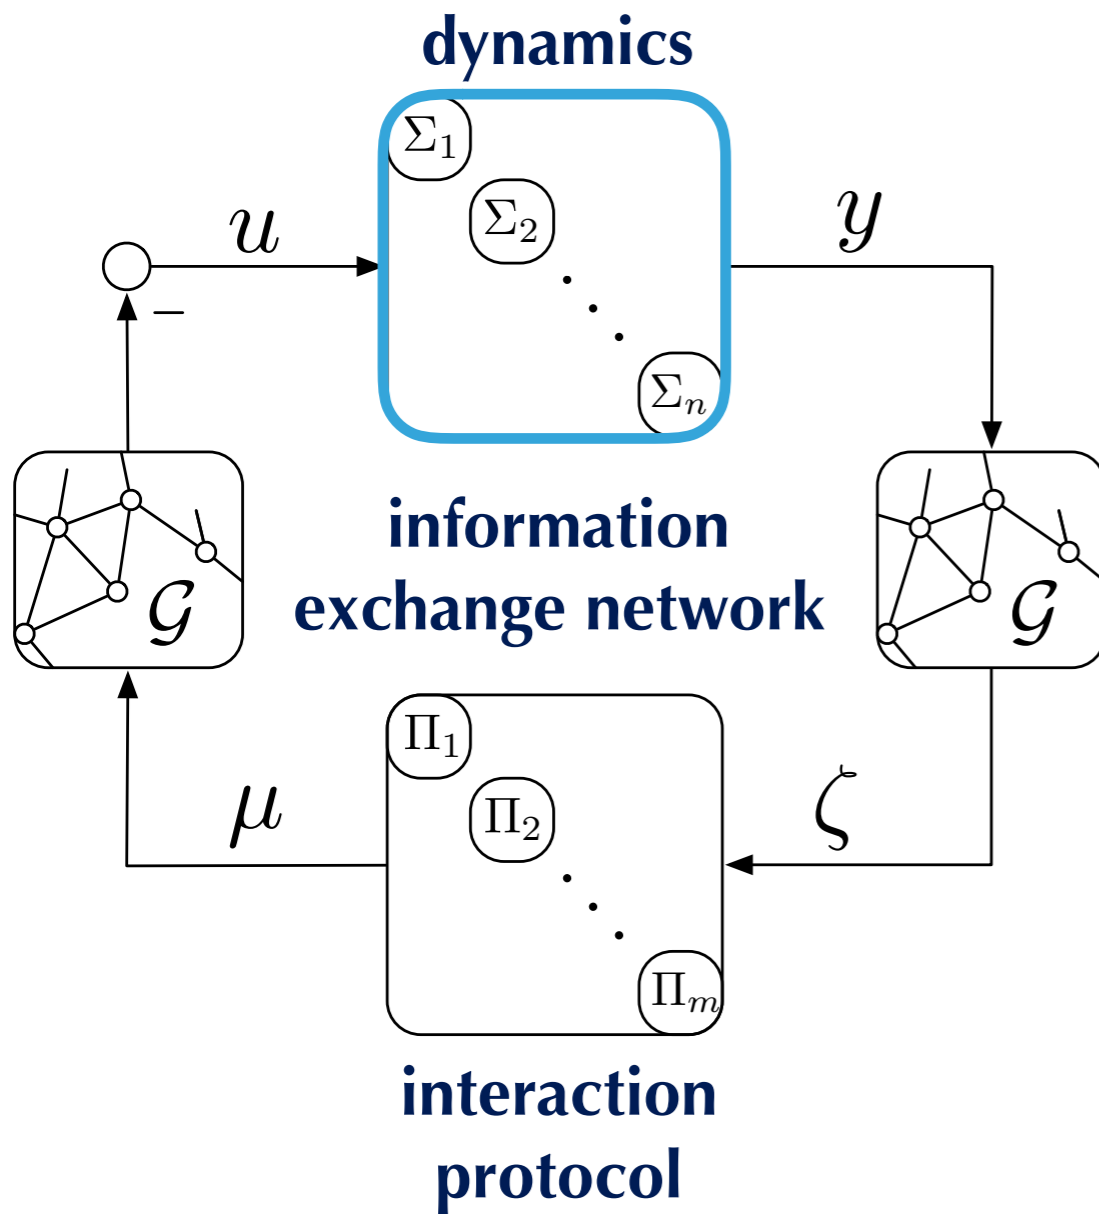 dynamics
Σ₁
Σ₂
Σₙ
u
y
−
information
exchange network
𝒢
𝒢
Π₁
Π₂
Πₘ
μ
ζ
interaction
protocol